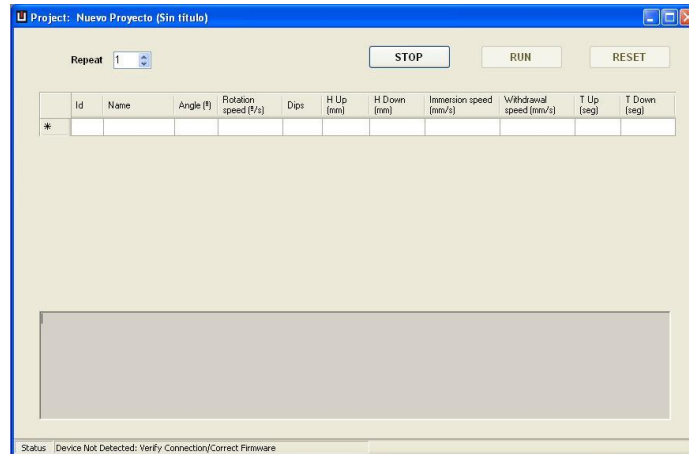 Project: Nuevo Proyecto (Sin título)
Repeat 1 STOP RUN RESET
Id Name Angle (º) Rotation speed (º/s) Dips H Up (mm) H Down (mm) Immersion speed (mm/s) Withdrawal speed (mm/s) T Up (seg) T Down (seg)
*
Status Device Not Detected: Verify Connection/Correct Firmware